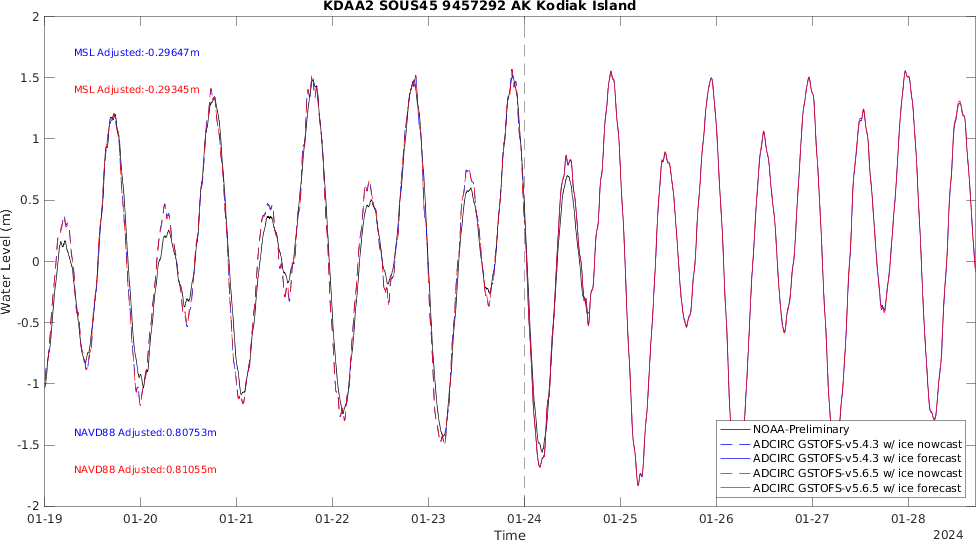 KDAA2 SOUS45 9457292 AK Kodiak Island
2
1.5
1
0.5
0
-0.5
-1
-1.5
-2
Water Level (m)
MSL Adjusted:-0.29647m
MSL Adjusted:-0.29345m
NAVD88 Adjusted:0.80753m
NAVD88 Adjusted:0.81055m
NOAA-Preliminary
ADCIRC GSTOFS-v5.4.3 w/ ice nowcast
ADCIRC GSTOFS-v5.4.3 w/ ice forecast
ADCIRC GSTOFS-v5.6.5 w/ ice nowcast
ADCIRC GSTOFS-v5.6.5 w/ ice forecast
01-19 01-20 01-21 01-22 01-23 01-24 01-25 01-26 01-27 01-28
Time
2024